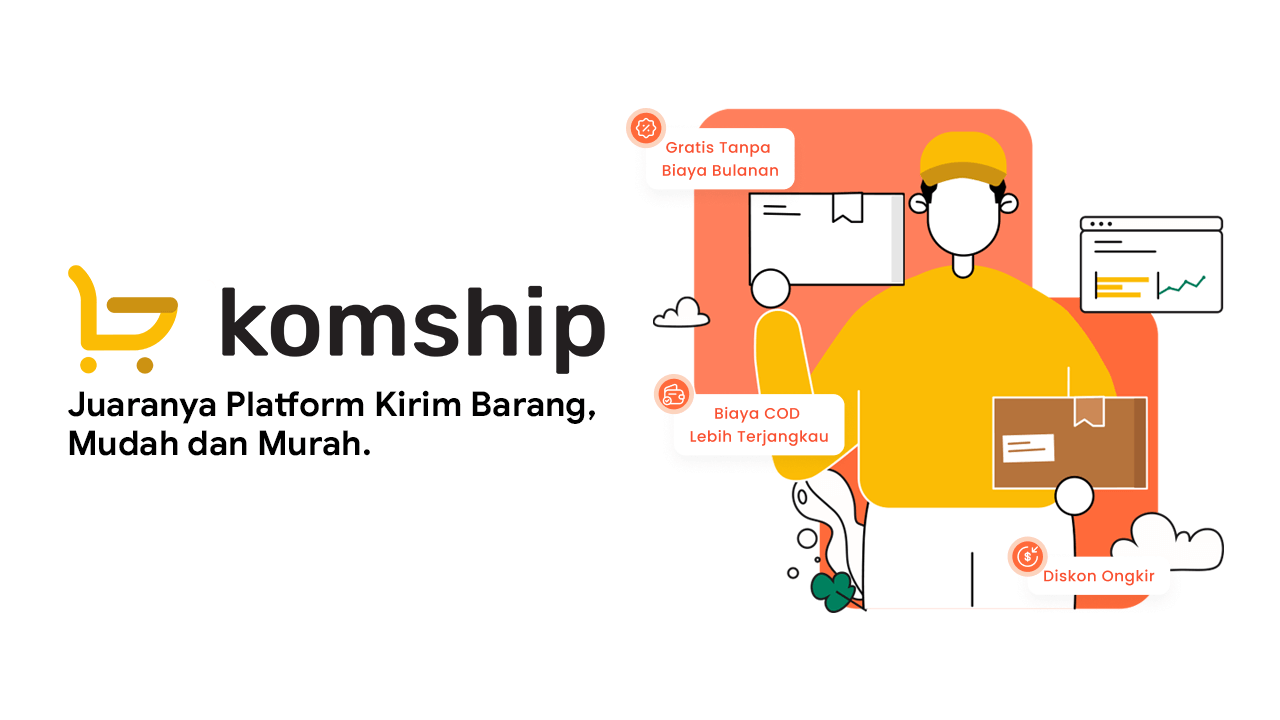 komship
Juaranya Platform Kirim Barang,
Mudah dan Murah.
Gratis Tanpa
Biaya Bulanan
Biaya COD
Lebih Terjangkau
Diskon Ongkir